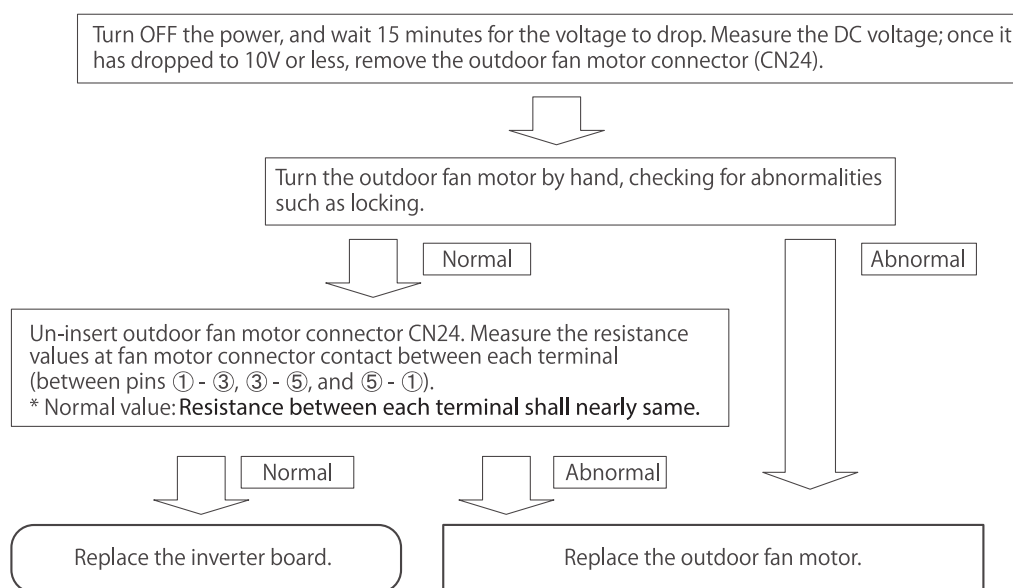 Turn OFF the power, and wait 15 minutes for the voltage to drop. Measure the DC voltage; once it
has dropped to 10V or less, remove the outdoor fan motor connector (CN24).
Turn the outdoor fan motor by hand, checking for abnormalities
such as locking.
Normal
Abnormal
Un-insert outdoor fan motor connector CN24. Measure the resistance
values at fan motor connector contact between each terminal
(between pins ① - ③, ③ - ⑤, and ⑤ - ①).
* Normal value: Resistance between each terminal shall nearly same.
Normal
Abnormal
Replace the inverter board.
Replace the outdoor fan motor.